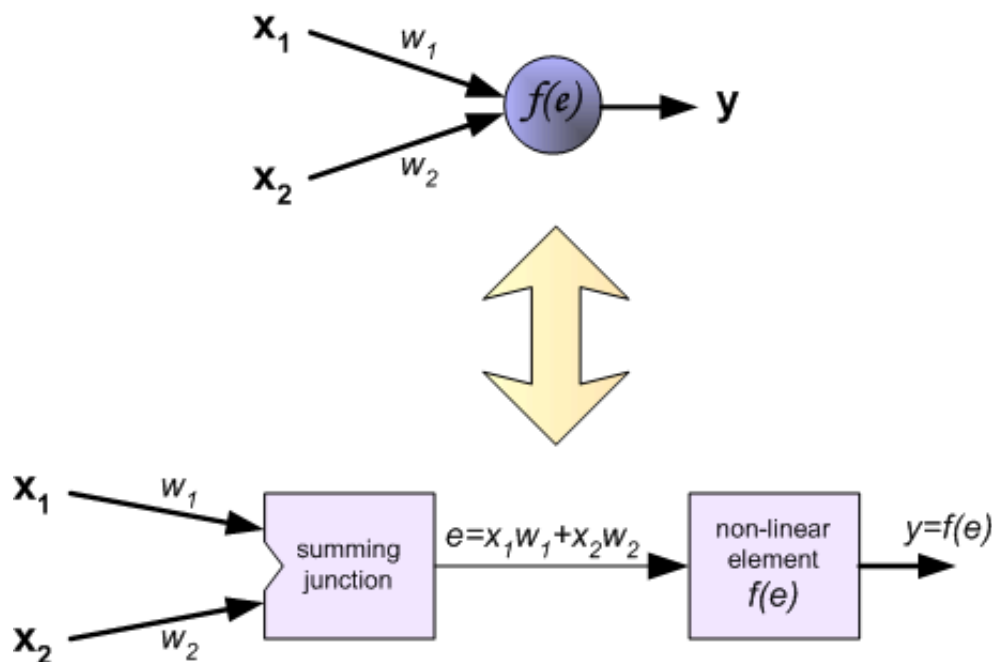 x₁
w₁
f(e)
y
x₂
w₂
x₁
w₁
summing
junction
e=x₁w₁+x₂w₂
non-linear
element
f(e)
y=f(e)
x₂
w₂